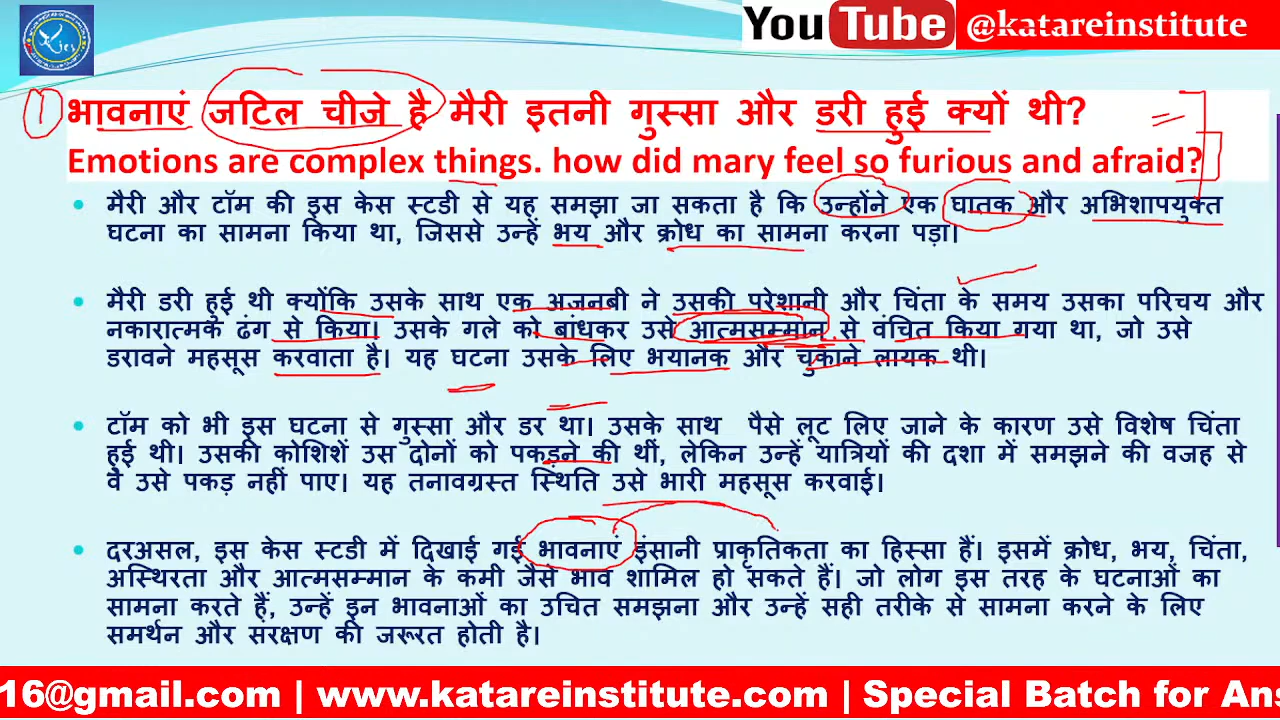 YouTube @katareinstitute
1
भावनाएं जटिल चीजे है मैरी इतनी गुस्सा और डरी हुई क्यों थी?
Emotions are complex things. how did mary feel so furious and afraid?
• मैरी और टॉम की इस केस स्टडी से यह समझा जा सकता है कि उन्होंने एक घातक और अभिशापयुक्त
घटना का सामना किया था, जिससे उन्हें भय और क्रोध का सामना करना पड़ा।
• मैरी डरी हुई थी क्योंकि उसके साथ एक अजनबी ने उसकी परेशानी और चिंता के समय उसका परिचय और
नकारात्मक ढंग से किया। उसके गले को बांधकर उसे आत्मसम्मान से वंचित किया गया था, जो उसे
डरावने महसूस करवाता है। यह घटना उसके लिए भयानक और चुकाने लायक थी।
• टॉम को भी इस घटना से गुस्सा और डर था। उसके साथ पैसे लूट लिए जाने के कारण उसे विशेष चिंता
हुई थी। उसकी कोशिशें उस दोनों को पकड़ने की थीं, लेकिन उन्हें यात्रियों की दशा में समझने की वजह से
वे उसे पकड़ नहीं पाए। यह तनावग्रस्त स्थिति उसे भारी महसूस करवाई।
• दरअसल, इस केस स्टडी में दिखाई गई भावनाएं इंसानी प्राकृतिकता का हिस्सा हैं। इसमें क्रोध, भय, चिंता,
अस्थिरता और आत्मसम्मान के कमी जैसे भाव शामिल हो सकते हैं। जो लोग इस तरह के घटनाओं का
सामना करते हैं, उन्हें इन भावनाओं का उचित समझना और उन्हें सही तरीके से सामना करने के लिए
समर्थन और संरक्षण की जरूरत होती है।
16@gmail.com | www.katareinstitute.com | Special Batch for Ans